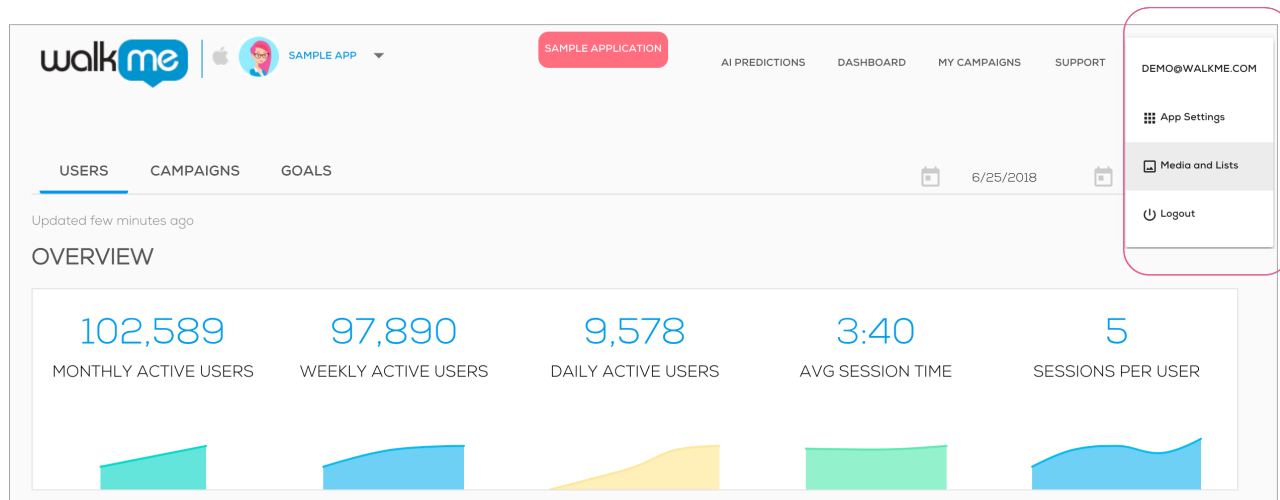 walkme
SAMPLE APP
SAMPLE APPLICATION
AI PREDICTIONS
DASHBOARD
MY CAMPAIGNS
SUPPORT
DEMO@WALKME.COM
App Settings
Media and Lists
Logout
USERS
CAMPAIGNS
GOALS
6/25/2018
Updated few minutes ago
OVERVIEW
102,589
MONTHLY ACTIVE USERS
97,890
WEEKLY ACTIVE USERS
9,578
DAILY ACTIVE USERS
3:40
AVG SESSION TIME
5
SESSIONS PER USER